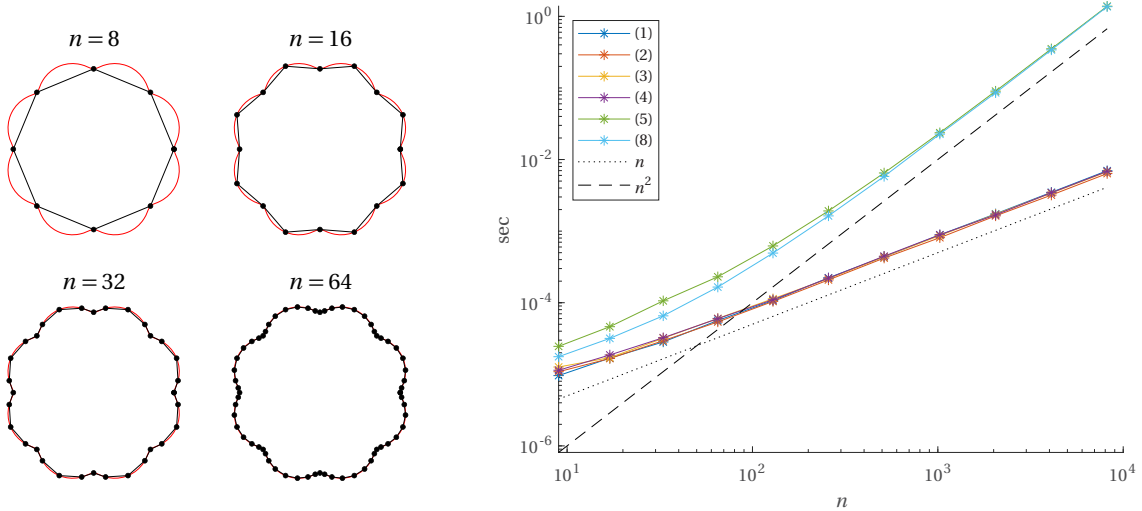 n = 8
n = 16
n = 32
n = 64
10^0
10^-2
10^-4
10^-6
sec
(1)
(2)
(3)
(4)
(5)
(8)
n
n^2
10^1
10^2
10^3
10^4
n